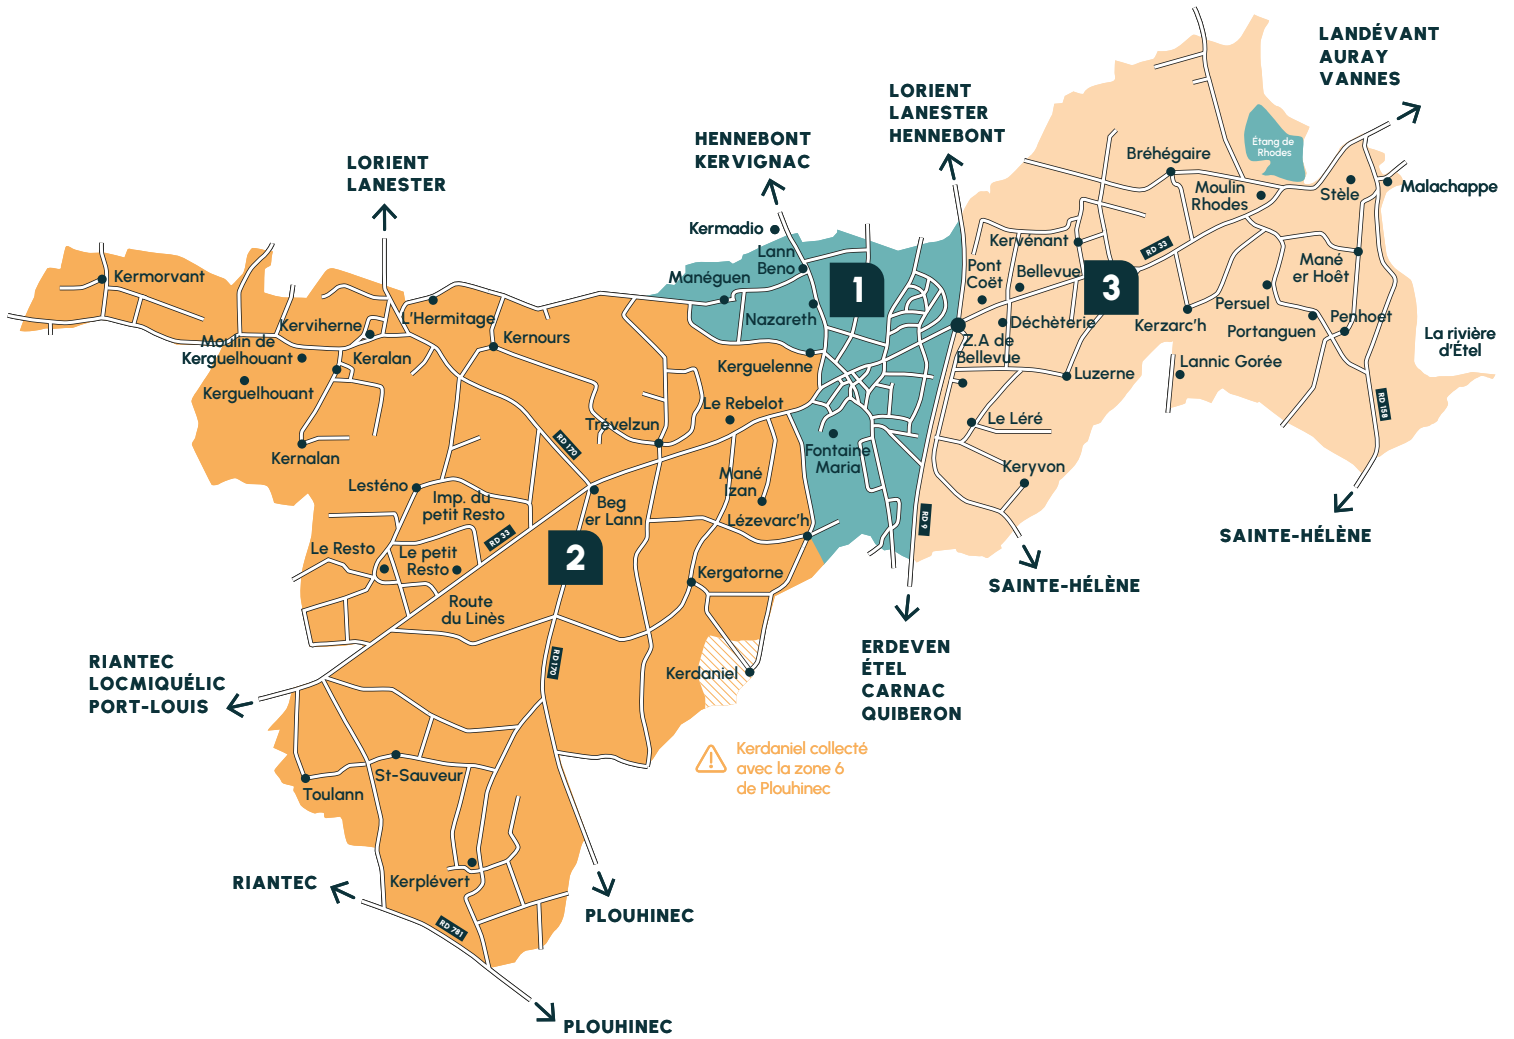 LANDÉVANT
AURAY
VANNES
LORIENT
LANESTER
HENNEBONT
HENNEBONT
KERVIGNAC
LORIENT
LANESTER
Étang de
Rhodes
Bréhégaire
Moulin
Rhodes
Stèle
Malachappe
Kermadio
Lann
Beno
Manéguen
Nazareth
1
Kervénant
Pont
Coët
Bellevue
3
RD 33
Mané
er Hoêt
Persuel
Kerzarc'h
Portanguen
Penhoet
La rivière
d'Étel
Déchèterie
Z.A de
Bellevue
Lannic Gorée
Luzerne
RD 158
Le Léré
Keryvon
Kermorvant
Kerviherne
L'Hermitage
Moulin de
Kerguelhouant
Keralan
Kernours
Kerguelhouant
Kerguelenne
Le Rebelot
Trévelzun
Kernalan
RD 170
Fontaine
Maria
Mané
Izan
Lesténo
Imp. du
petit Resto
Beg
er Lann
Lézevarc'h
RD 9
RD 33
2
Le Resto
Le petit
Resto
Kergatorne
Route
du Linès
SAINTE-HÉLÈNE
SAINTE-HÉLÈNE
RD 170
Kerdaniel
ERDEVEN
ÉTEL
CARNAC
QUIBERON
RIANTEC
LOCMIQUÉLIC
PORT-LOUIS
Kerdaniel collecté
avec la zone 6
de Plouhinec
St-Sauveur
Toulann
Kerplévert
RIANTEC
RD 781
PLOUHINEC
PLOUHINEC